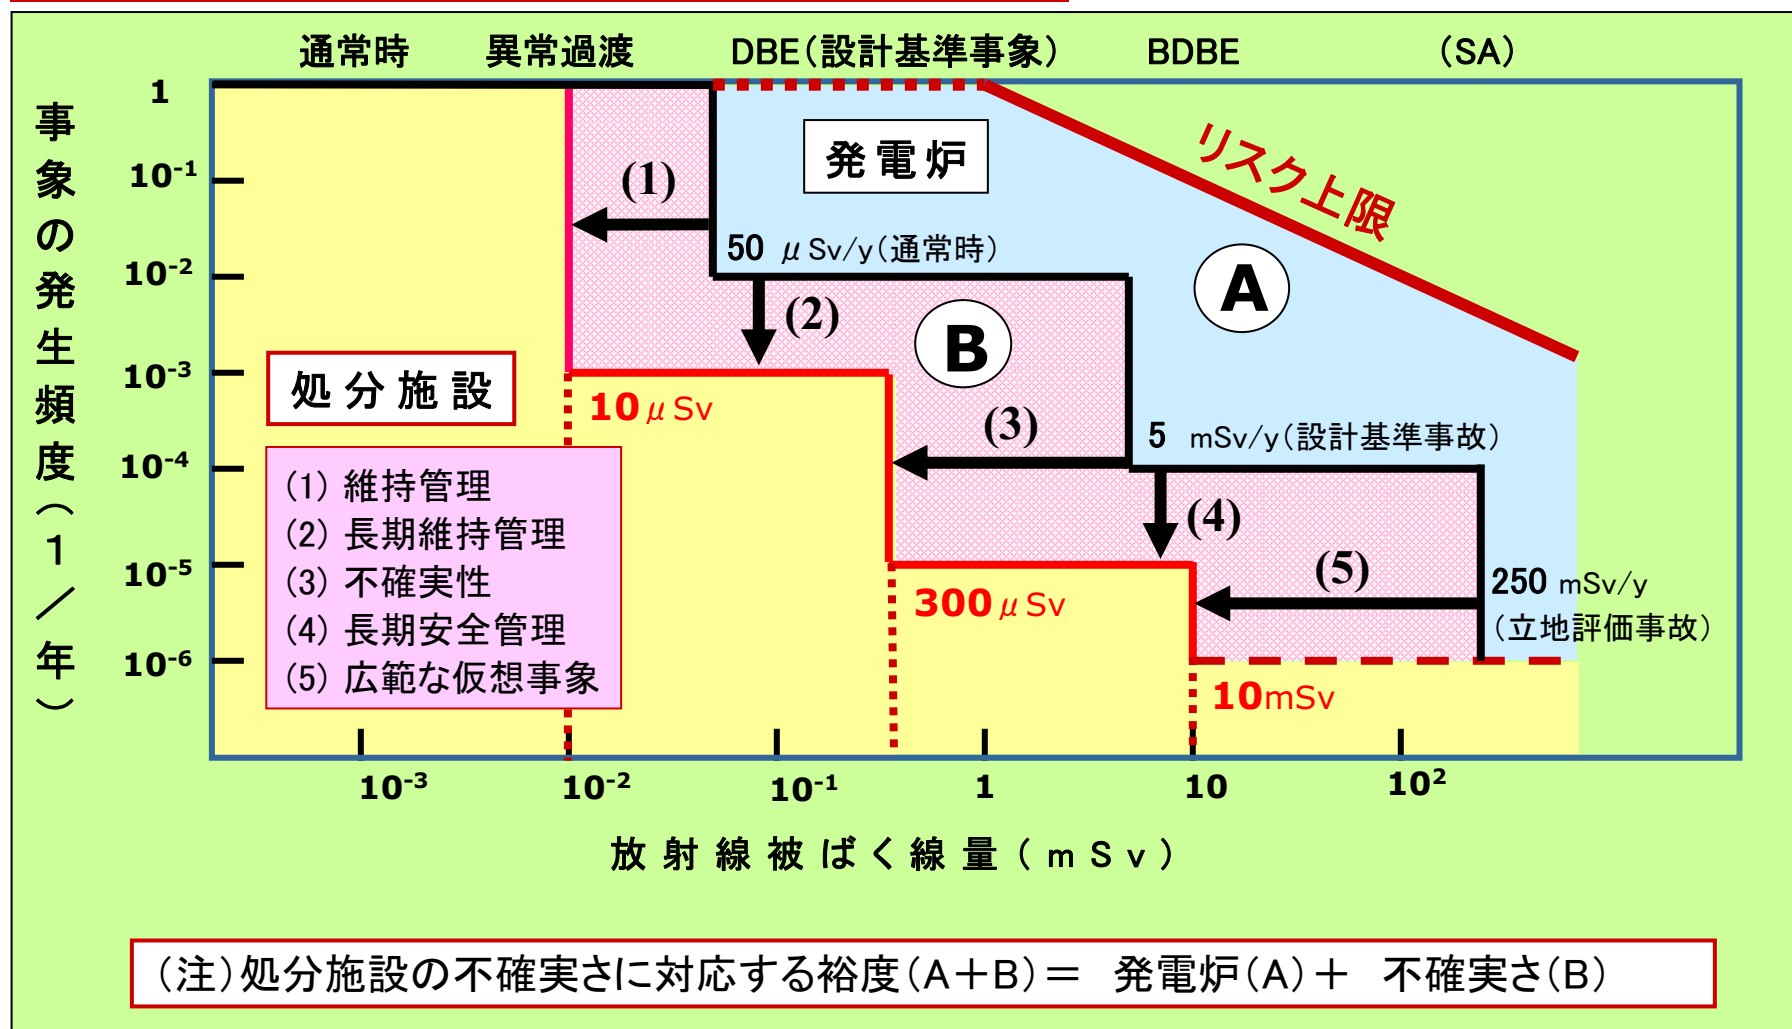 通常時 異常過渡 DBE(設計基準事象) BDBE (SA)
事象の発生頻度(1/年)
1
10⁻¹
10⁻²
10⁻³
10⁻⁴
10⁻⁵
10⁻⁶
発電炉
リスク上限
(1)
50 μSv/y(通常時)
A
(2)
B
処分施設
10μSv
(3)
5 mSv/y(設計基準事故)
(1) 維持管理
(2) 長期維持管理
(3) 不確実性
(4) 長期安全管理
(5) 広範な仮想事象
(4)
(5)
300μSv
250 mSv/y
(立地評価事故)
10mSv
10⁻³ 10⁻² 10⁻¹ 1 10 10²
放射線被ばく線量(mSv)
(注)処分施設の不確実さに対応する裕度(A+B)= 発電炉(A)+ 不確実さ(B)